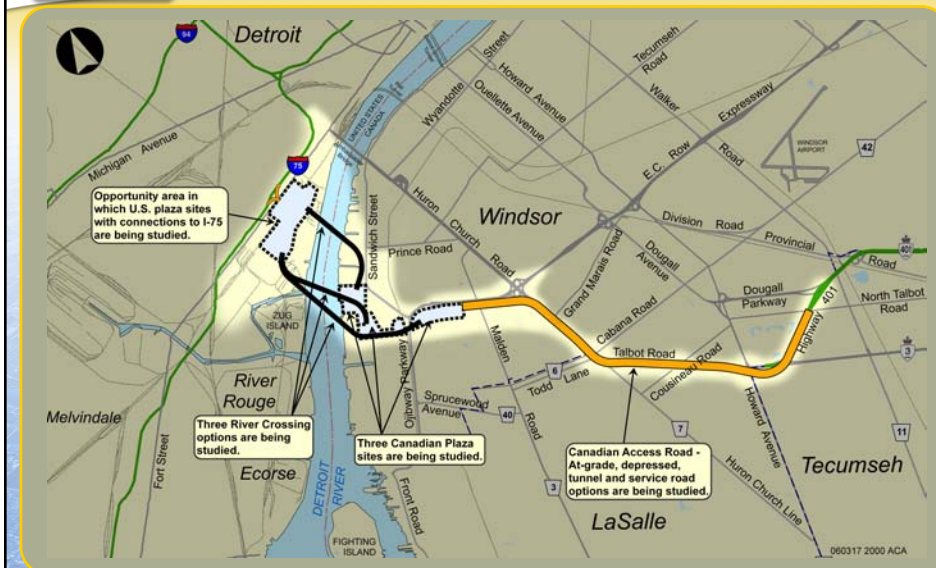 Detroit
94
Michigan Avenue
75
Opportunity area in
which U.S. plaza sites
with connections to I-75
are being studied.
UNITED STATES
CANADA
Wyandotte
Street
Ouellette Avenue
Howard Avenue
Tecumseh
Road
Walker
Road
E.C. Row
Expressway
WINDSOR
AIRPORT
42
Sandwich Street
Huron
Church
Road
Prince Road
Windsor
Grand Marais Road
Dougall
Avenue
Division Road
Provincial
Road
401
Dougall
Parkway
North Talbot
Road
Highway 401
3
Cabana Road
Talbot Road
Cousineau Road
6
Todd Lane
Malden
Road
Ojibway Parkway
Sprucewood
Avenue
40
ZUG
ISLAND
River
Rouge
Melvindale
Three River Crossing
options are being
studied.
Three Canadian Plaza
sites are being studied.
Canadian Access Road -
At-grade, depressed,
tunnel and service road
options are being studied.
Howard Avenue
7
11
Tecumseh
Huron Church Line
3
Fort Street
Ecorse
DETROIT
RIVER
Front Road
LaSalle
FIGHTING
ISLAND
060317 2000 ACA